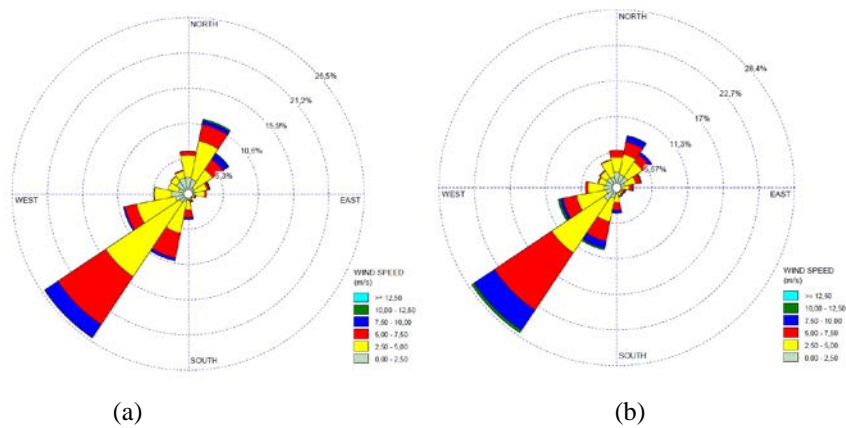 NORTH
26,5%
21,2%
15,9%
10,6%
5,3%
WEST
EAST
SOUTH
WIND SPEED
(m/s)
>= 12,50
10,00 - 12,50
7,50 - 10,00
5,00 - 7,50
2,50 - 5,00
0,00 - 2,50
(a)
NORTH
28,4%
22,7%
17%
11,3%
5,67%
WEST
EAST
SOUTH
WIND SPEED
(m/s)
>= 12,50
10,00 - 12,50
7,50 - 10,00
5,00 - 7,50
2,50 - 5,00
0,00 - 2,50
(b)